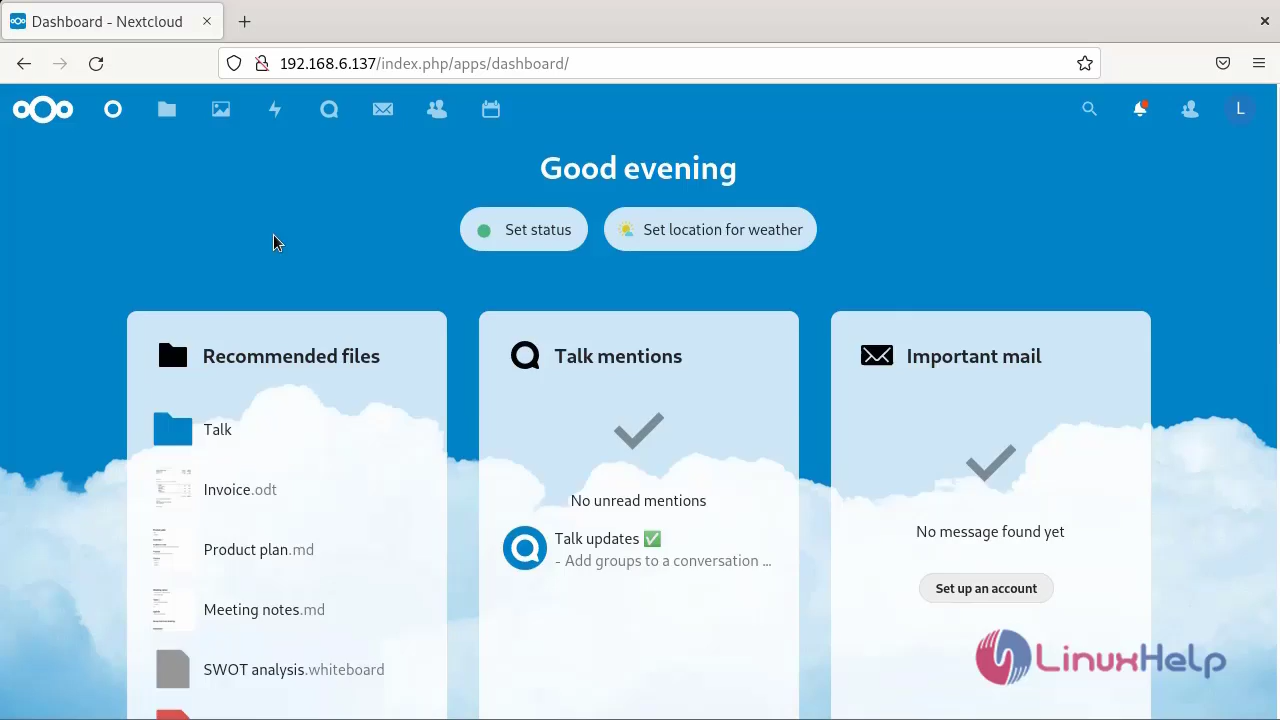 Dashboard - Nextcloud
192.168.6.137/index.php/apps/dashboard/
L
Good evening
Set status
Set location for weather
Recommended files
Talk
Invoice.odt
Product plan.md
Meeting notes.md
SWOT analysis.whiteboard
Talk mentions
No unread mentions
Talk updates ✅
- Add groups to a conversation ...
Important mail
No message found yet
Set up an account
LinuxHelp